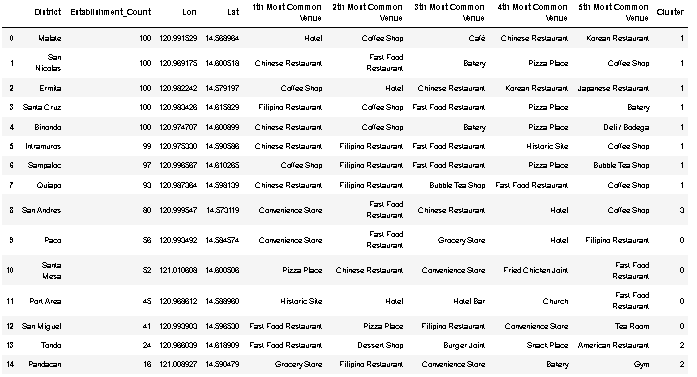 District Establishment_Count Lon Lat 1th Most Common Venue 2th Most Common Venue 3th Most Common Venue 4th Most Common Venue 5th Most Common Venue Cluster
0 Malate 100 120.991529 14.568964 Hotel Coffee Shop Café Chinese Restaurant Korean Restaurant 1
1 San Nicolas 100 120.969175 14.600518 Chinese Restaurant Fast Food Restaurant Bakery Pizza Place Coffee Shop 1
2 Ermita 100 120.982242 14.579197 Coffee Shop Hotel Chinese Restaurant Korean Restaurant Japanese Restaurant 1
3 Santa Cruz 100 120.983426 14.615829 Filipino Restaurant Coffee Shop Fast Food Restaurant Pizza Place Bakery 1
4 Binondo 100 120.974707 14.600899 Chinese Restaurant Coffee Shop Bakery Pizza Place Deli / Bodega 1
5 Intramuros 99 120.975330 14.590586 Chinese Restaurant Filipino Restaurant Fast Food Restaurant Historic Site Coffee Shop 1
6 Sampaloc 97 120.996567 14.610265 Coffee Shop Filipino Restaurant Fast Food Restaurant Pizza Place Bubble Tea Shop 1
7 Quiapo 93 120.987364 14.598139 Chinese Restaurant Filipino Restaurant Bubble Tea Shop Fast Food Restaurant Coffee Shop 1
8 San Andres 80 120.999547 14.573119 Convenience Store Fast Food Restaurant Chinese Restaurant Hotel Coffee Shop 3
9 Paco 56 120.993492 14.584574 Convenience Store Fast Food Restaurant Grocery Store Hotel Filipino Restaurant 0
10 Santa Mesa 52 121.010608 14.600506 Pizza Place Chinese Restaurant Convenience Store Fried Chicken Joint Fast Food Restaurant 0
11 Port Area 45 120.968612 14.588960 Historic Site Hotel Hotel Bar Church Fast Food Restaurant 0
12 San Miguel 41 120.993903 14.596530 Fast Food Restaurant Pizza Place Filipino Restaurant Convenience Store Tea Room 0
13 Tondo 24 120.966039 14.618909 Fast Food Restaurant Dessert Shop Burger Joint Snack Place American Restaurant 2
14 Pandacan 16 121.008927 14.590479 Grocery Store Filipino Restaurant Convenience Store Bakery Gym 2